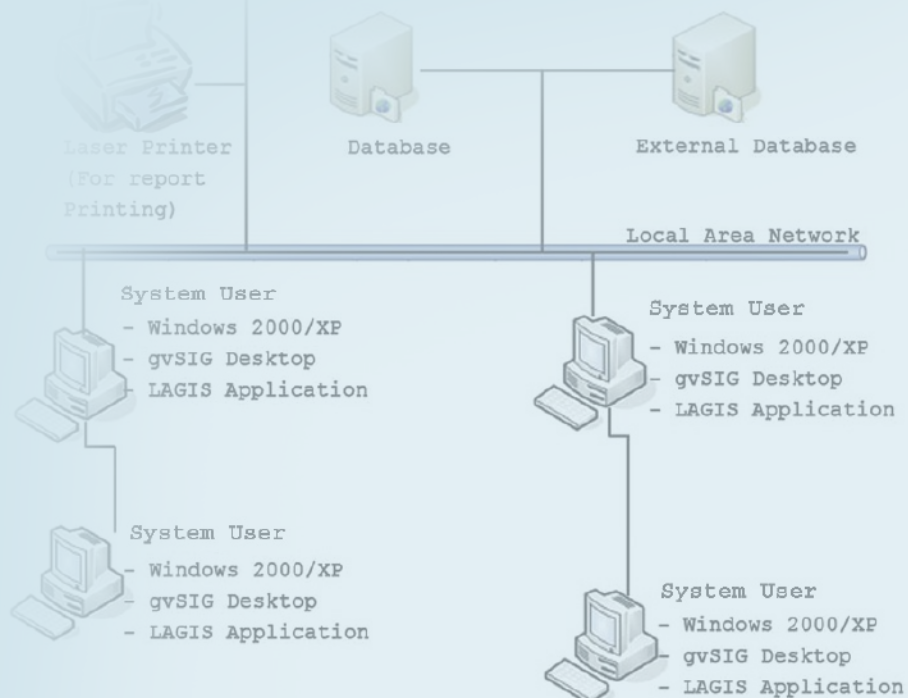 Laser Printer
(For report
Printing)
Database
External Database
Local Area Network
System User
- Windows 2000/XP
- gvSIG Desktop
- LAGIS Application
System User
- Windows 2000/XP
- gvSIG Desktop
- LAGIS Application
System User
- Windows 2000/XP
- gvSIG Desktop
- LAGIS Application
System User
- Windows 2000/XP
- gvSIG Desktop
- LAGIS Application